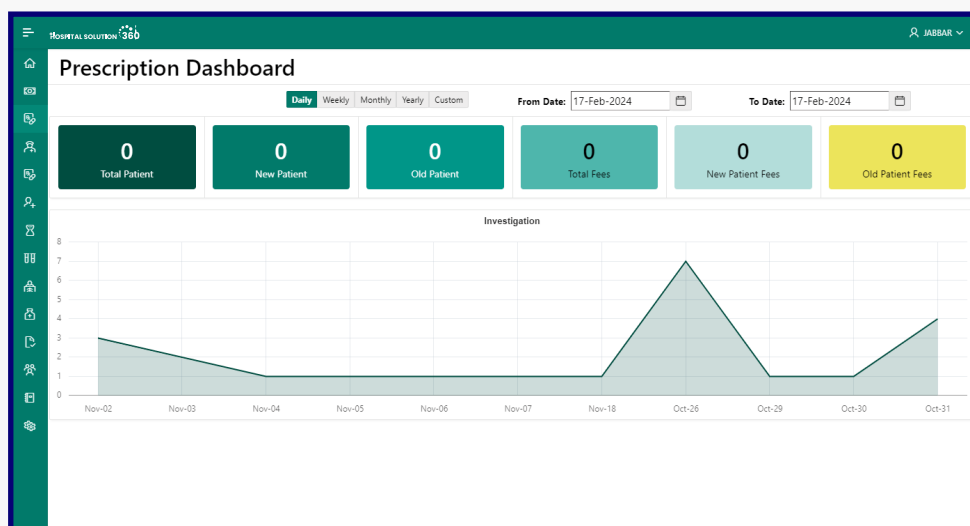 HOSPITAL SOLUTION 360
JABBAR
Prescription Dashboard
Daily Weekly Monthly Yearly Custom From Date: 17-Feb-2024 To Date: 17-Feb-2024
0 0 0 0 0 0
Total Patient New Patient Old Patient Total Fees New Patient Fees Old Patient Fees
Investigation
8
7
6
5
4
3
2
1
0
Nov-02 Nov-03 Nov-04 Nov-05 Nov-06 Nov-07 Nov-18 Oct-26 Oct-29 Oct-30 Oct-31